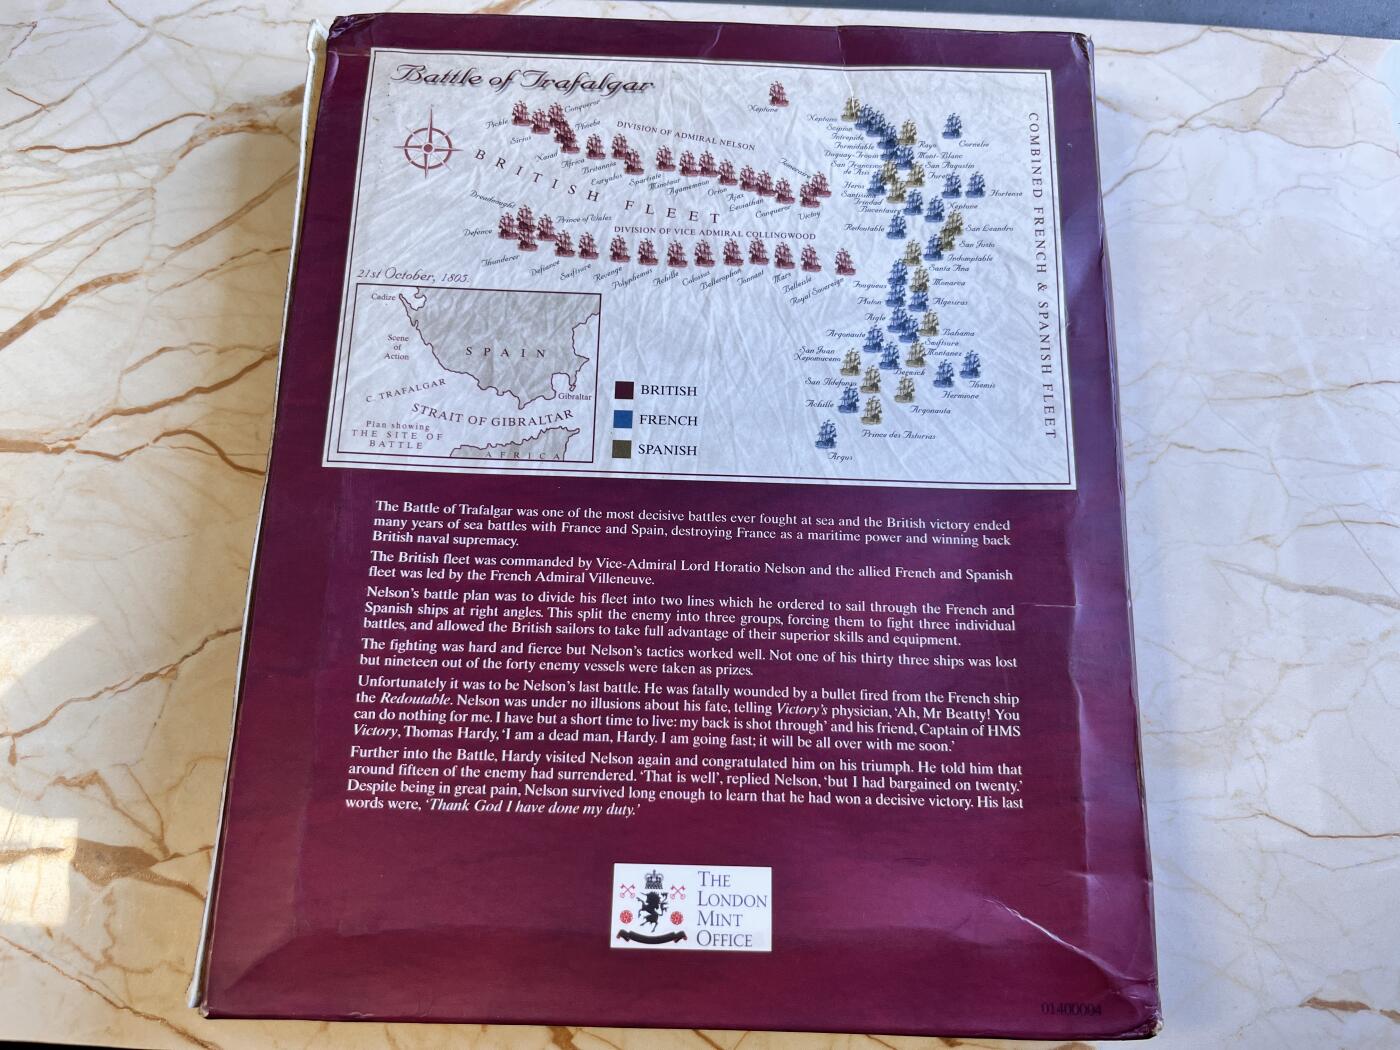 Battle of Trafalgar
Neptune
Pickle
Conqueror
Sirius
Phoebe
Naiad
Africa
Britannia
Euryalus
Spartiate
Minotaur
Agamemnon
Orion
Ajax
Leviathan
Conqueror
Temeraire
Victory
DIVISION OF ADMIRAL NELSON
BRITISH FLEET
Dreadnought
Defence
Thunderer
Prince of Wales
Defiance
Swiftsure
Revenge
Polyphemus
Achille
Colossus
Bellerophon
Tonnant
Mars
Belleisle
Royal Sovereign
DIVISION OF VICE ADMIRAL COLLINGWOOD
Neptuno
Scipion
Intrepide
Formidable
Duguay-Trouin
San Francisco
de Asis
Heros
Santisima
Trinidad
Bucentaure
Redoutable
Rayo
Cornelie
Mont-Blanc
San Augustin
Furet
Hortense
Neptune
San Leandro
San Justo
Indomptable
Santa Ana
Fougueux
Monarca
Pluton
Algesiras
Aigle
Bahama
Argonaute
Swiftsure
San Juan
Nepomuceno
Montanez
Berwick
Themis
San Ildefonso
Hermione
Achille
Argonauta
Prince des Asturias
Argus
COMBINED FRENCH & SPANISH FLEET
21st October, 1805.
Cadize
Scene
of
Action
SPAIN
C. TRAFALGAR
Gibraltar
STRAIT OF GIBRALTAR
Plan showing
THE SITE OF
BATTLE
AFRICA
BRITISH
FRENCH
SPANISH
The Battle of Trafalgar was one of the most decisive battles ever fought at sea and the British victory ended
many years of sea battles with France and Spain, destroying France as a maritime power and winning back
British naval supremacy.
The British fleet was commanded by Vice-Admiral Lord Horatio Nelson and the allied French and Spanish
fleet was led by the French Admiral Villeneuve.
Nelson's battle plan was to divide his fleet into two lines which he ordered to sail through the French and
Spanish ships at right angles. This split the enemy into three groups, forcing them to fight three individual
battles, and allowed the British sailors to take full advantage of their superior skills and equipment.
The fighting was hard and fierce but Nelson's tactics worked well. Not one of his thirty three ships was lost
but nineteen out of the forty enemy vessels were taken as prizes.
Unfortunately it was to be Nelson's last battle. He was fatally wounded by a bullet fired from the French ship
the Redoutable. Nelson was under no illusions about his fate, telling Victory's physician, 'Ah, Mr Beatty! You
can do nothing for me. I have but a short time to live: my back is shot through' and his friend, Captain of HMS
Victory, Thomas Hardy, 'I am a dead man, Hardy. I am going fast; it will be all over with me soon.'
Further into the Battle, Hardy visited Nelson again and congratulated him on his triumph. He told him that
around fifteen of the enemy had surrendered. 'That is well', replied Nelson, 'but I had bargained on twenty.'
Despite being in great pain, Nelson survived long enough to learn that he had won a decisive victory. His last
words were, 'Thank God I have done my duty.'
THE
LONDON
MINT
OFFICE
01400004